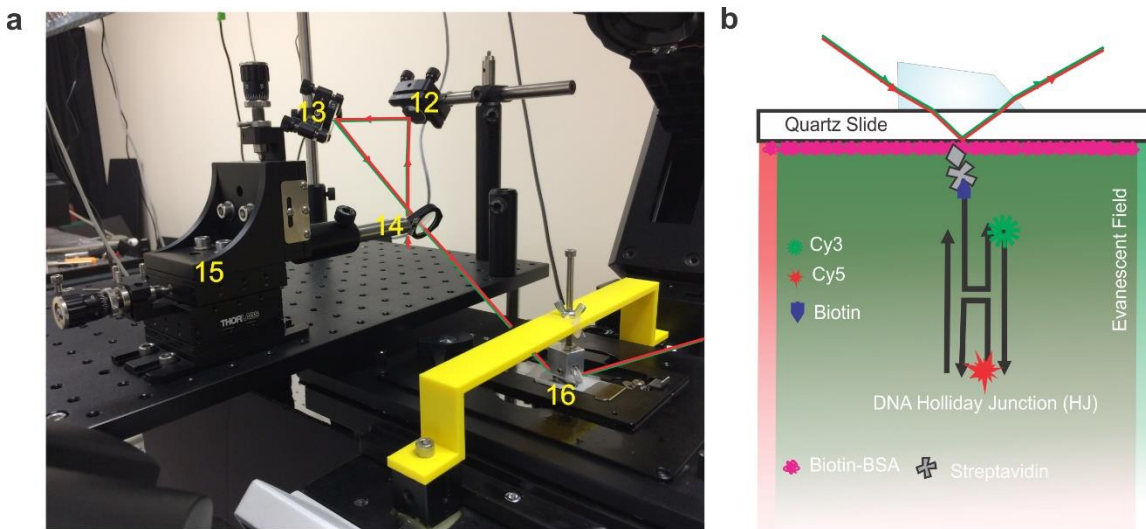 a
12
13
14
15
THORLABS
16
b
Quartz Slide
Cy3
Cy5
Biotin
Evanescent Field
DNA Holliday Junction (HJ)
Biotin-BSA
Streptavidin